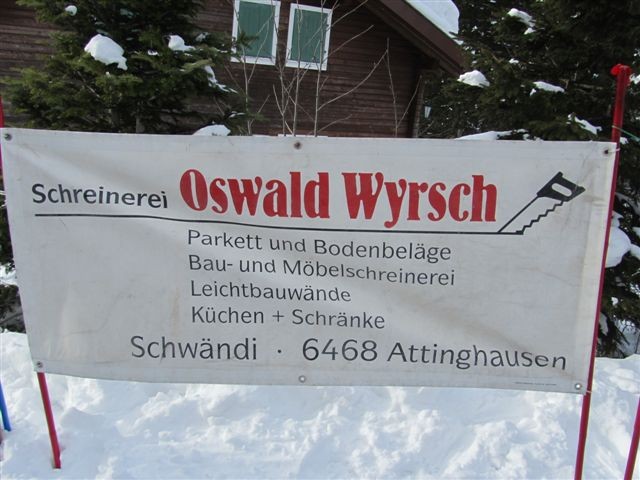 Schreinerei Oswald Wyrsch
Parkett und Bodenbeläge
Bau- und Möbelschreinerei
Leichtbauwände
Küchen + Schränke
Schwändi · 6468 Attinghausen